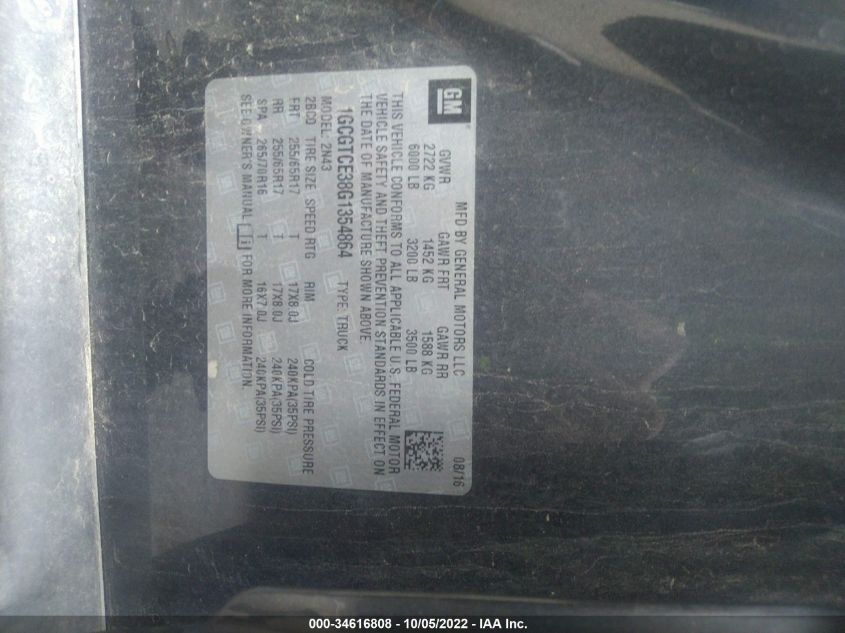 GM
MFD BY GENERAL MOTORS LLC 08/16
GVWR GAWR FRT GAWR RR
2722 KG 1452 KG 1588 KG
6000 LB 3200 LB 3500 LB
THIS VEHICLE CONFORMS TO ALL APPLICABLE U.S. FEDERAL MOTOR
VEHICLE SAFETY AND THEFT PREVENTION STANDARDS IN EFFECT ON
THE DATE OF MANUFACTURE SHOWN ABOVE.
1GCGTCE38G1354864 TYPE: TRUCK
MODEL: 2N43
2BCD TIRE SIZE SPEED RTG RIM COLD TIRE PRESSURE
FRT 255/65R17 T 17X8.0J 240KPA(35PSI)
RR 255/65R17 T 17X8.0J 240KPA(35PSI)
SPA 265/70R16 T 16X7.0J 240KPA(35PSI)
SEE OWNER'S MANUAL i FOR MORE INFORMATION.
000-34616808 - 10/05/2022 - IAA Inc.